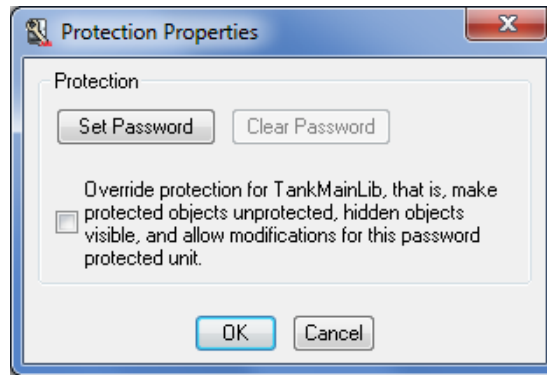 Protection Properties
Protection
Set Password
Clear Password
Override protection for TankMainLib, that is, make
protected objects unprotected, hidden objects
visible, and allow modifications for this password
protected unit.
OK
Cancel